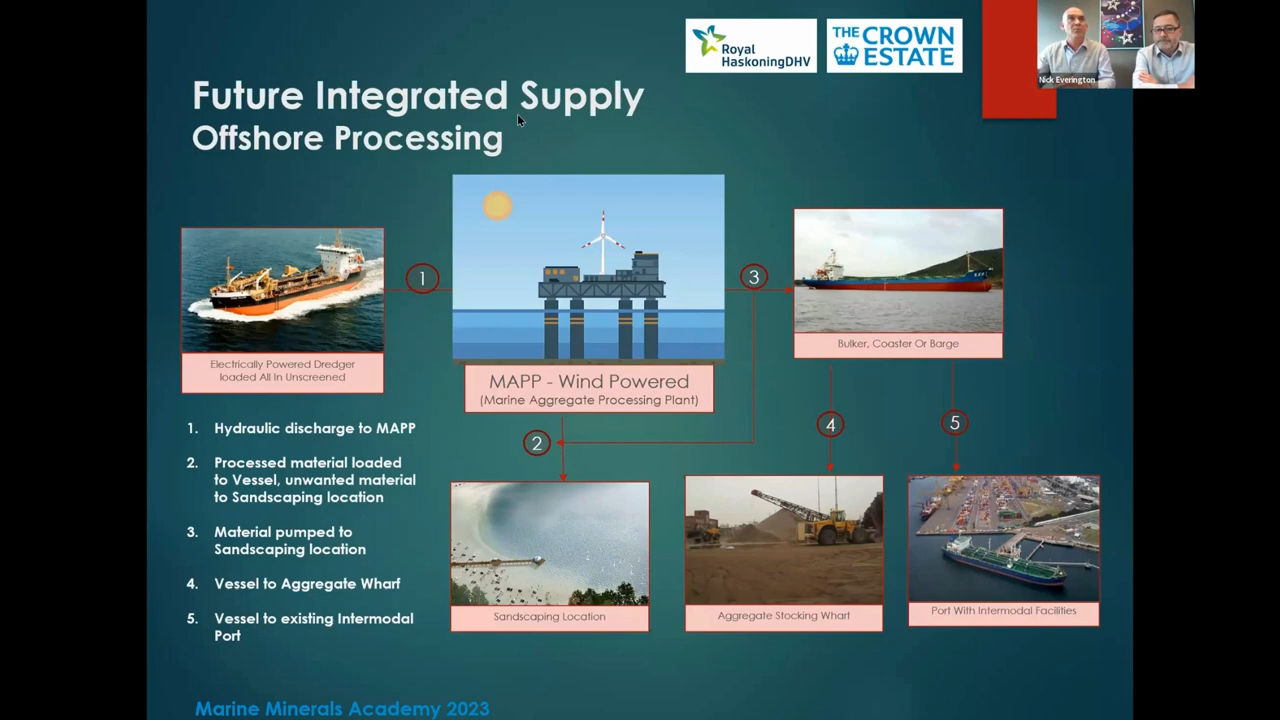 Royal
HaskoningDHV
THE CROWN
ESTATE
Nick Everington
Future Integrated Supply
Offshore Processing
1
3
Electrically Powered Dredger
loaded All In Unscreened
MAPP - Wind Powered
(Marine Aggregate Processing Plant)
Bulker, Coaster Or Barge
2
4
5
1. Hydraulic discharge to MAPP
2. Processed material loaded
to Vessel, unwanted material
to Sandscaping location
3. Material pumped to
Sandscaping location
4. Vessel to Aggregate Wharf
5. Vessel to existing Intermodal
Port
Sandscaping Location
Aggregate Stocking Wharf
Port With Intermodal Facilities
Marine Minerals Academy 2023